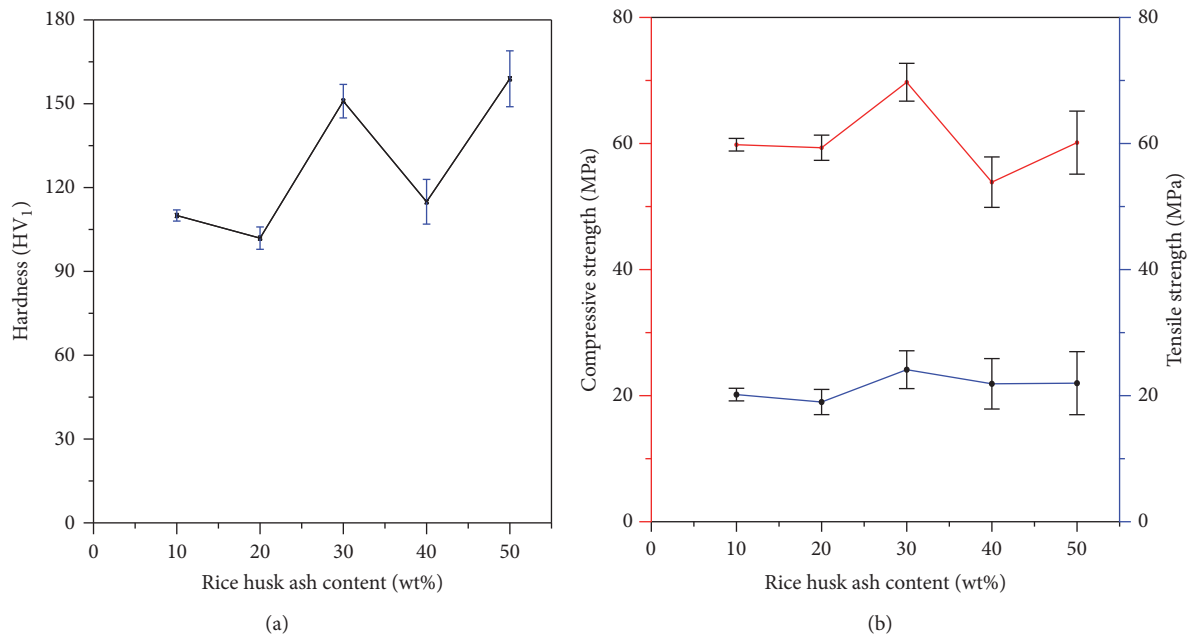 180
150
120
90
60
30
0
Hardness (HV1)
0 10 20 30 40 50
Rice husk ash content (wt%)
(a)
80
60
40
20
0
Compressive strength (MPa)
80
60
40
20
0
Tensile strength (MPa)
0 10 20 30 40 50
Rice husk ash content (wt%)
(b)